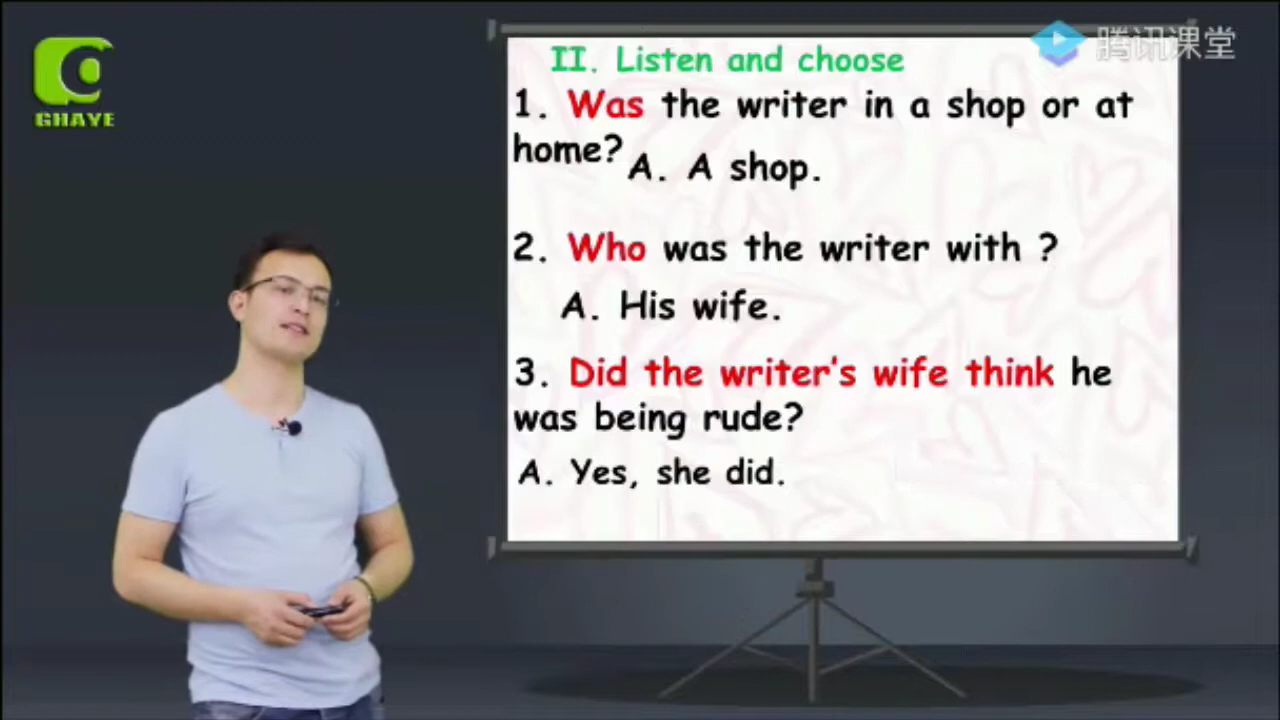 GHAYE
腾讯课堂
II. Listen and choose
1. Was the writer in a shop or at
home?
A. A shop.
2. Who was the writer with ?
A. His wife.
3. Did the writer's wife think he
was being rude?
A. Yes, she did.